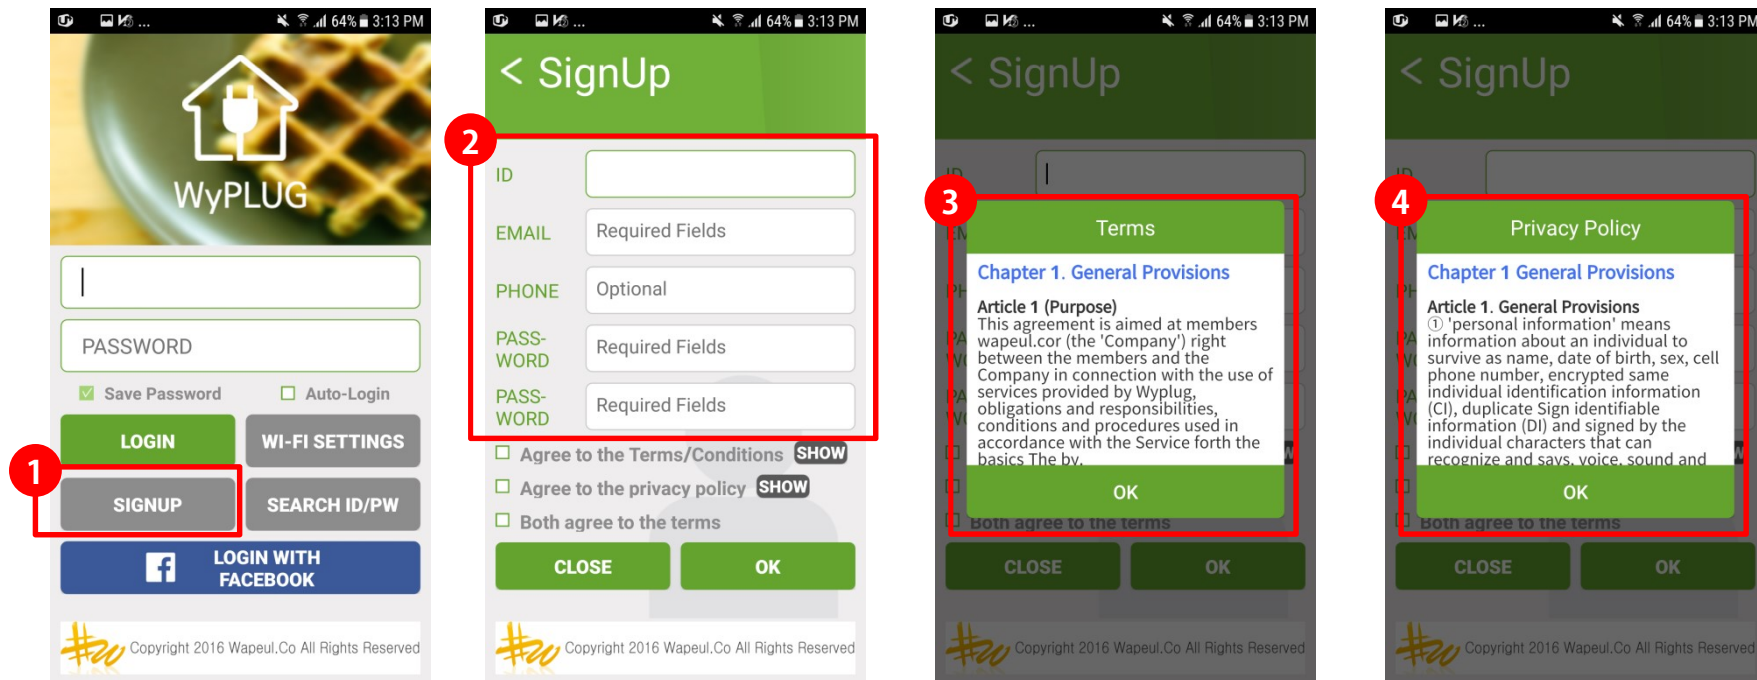 ... 64% 3:13 PM
WyPLUG
PASSWORD
Save Password
Auto-Login
LOGIN
WI-FI SETTINGS
1
SIGNUP
SEARCH ID/PW
f LOGIN WITH
FACEBOOK
Copyright 2016 Wapeul.Co All Rights Reserved
... 64% 3:13 PM
< SignUp
2
ID
EMAIL Required Fields
PHONE Optional
PASS-
WORD Required Fields
PASS-
WORD Required Fields
Agree to the Terms/Conditions SHOW
Agree to the privacy policy SHOW
Both agree to the terms
CLOSE OK
Copyright 2016 Wapeul.Co All Rights Reserved
... 64% 3:13 PM
< SignUp
ID
3
Terms
Chapter 1. General Provisions
Article 1 (Purpose)
This agreement is aimed at members
wapeul.cor (the 'Company') right
between the members and the
Company in connection with the use of
services provided by Wyplug,
obligations and responsibilities,
conditions and procedures used in
accordance with the Service forth the
basics The by.
OK
Both agree to the terms
CLOSE OK
Copyright 2016 Wapeul.Co All Rights Reserved
... 64% 3:13 PM
< SignUp
ID
4
Privacy Policy
Chapter 1 General Provisions
Article 1. General Provisions
① 'personal information' means
information about an individual to
survive as name, date of birth, sex, cell
phone number, encrypted same
individual identification information
(CI), duplicate Sign identifiable
information (DI) and signed by the
individual characters that can
recognize and says, voice, sound and
OK
Both agree to the terms
CLOSE OK
Copyright 2016 Wapeul.Co All Rights Reserved